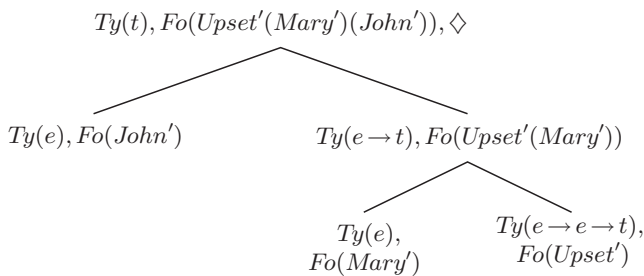 Ty(t), Fo(Upset′(Mary′)(John′)), ♢
Ty(e), Fo(John′) Ty(e → t), Fo(Upset′(Mary′))
Ty(e), Ty(e → e → t),
Fo(Mary′) Fo(Upset′)